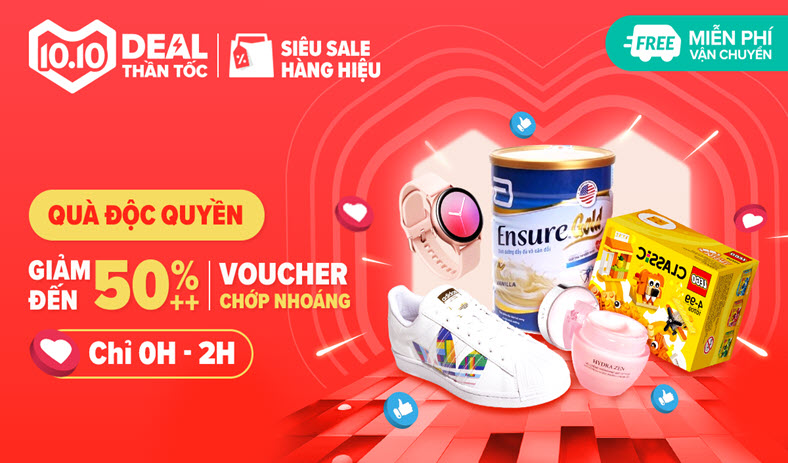 10.10
DEAL
THẦN TỐC
SIÊU SALE
HÀNG HIỆU
FREE
MIỄN PHÍ
VẬN CHUYỂN
QUÀ ĐỘC QUYỀN
GIẢM
ĐẾN
50%++
VOUCHER
CHỚP NHOÁNG
Chỉ 0H - 2H
Ensure Gold
VANILLA
LEGO
CLASSIC
4-99
HYDRA ZEN
adidas